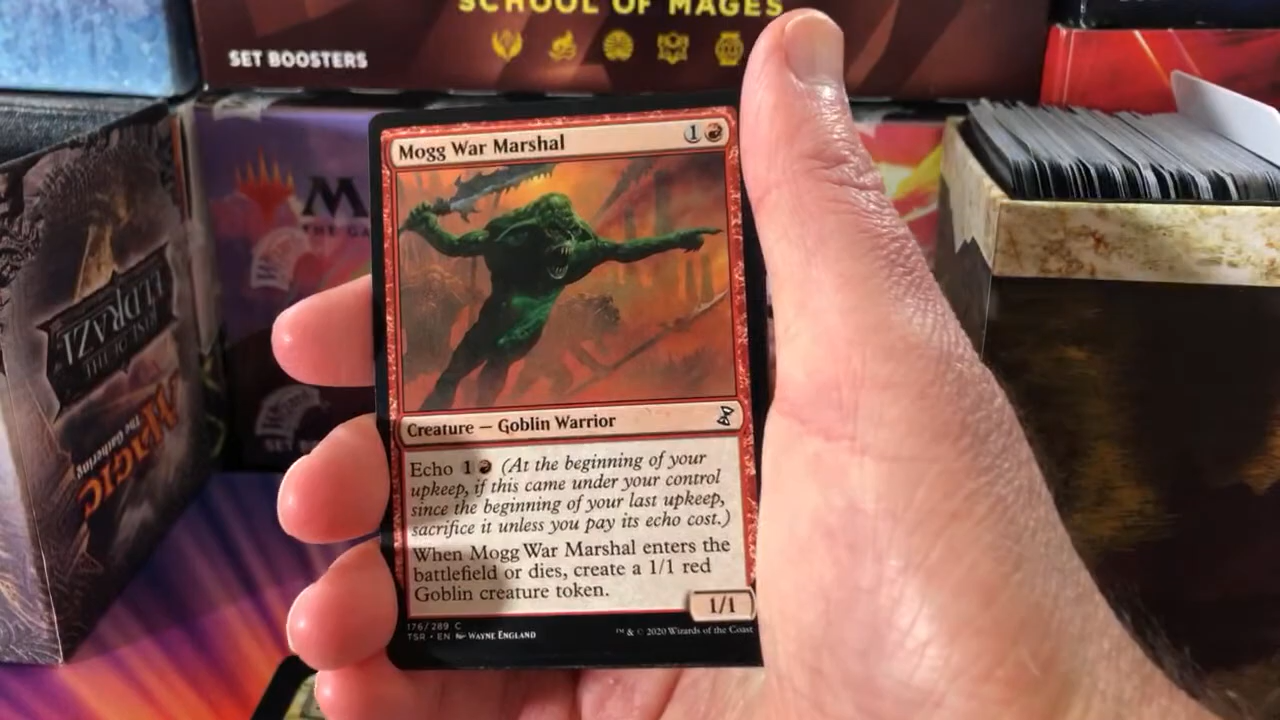 SCHOOL OF MAGES
SET BOOSTERS
Mogg War Marshal
1
Creature — Goblin Warrior
Echo 1 (At the beginning of your
upkeep, if this came under your control
since the beginning of your last upkeep,
sacrifice it unless you pay its echo cost.)
When Mogg War Marshal enters the
battlefield or dies, create a 1/1 red
Goblin creature token.
1/1
176/289 C
TSR • EN WAYNE ENGLAND
™ & © 2020 Wizards of the Coast
M
THE GA
SET BO
RISE OF THE
ELDRAZI
MAGIC
The Gathering